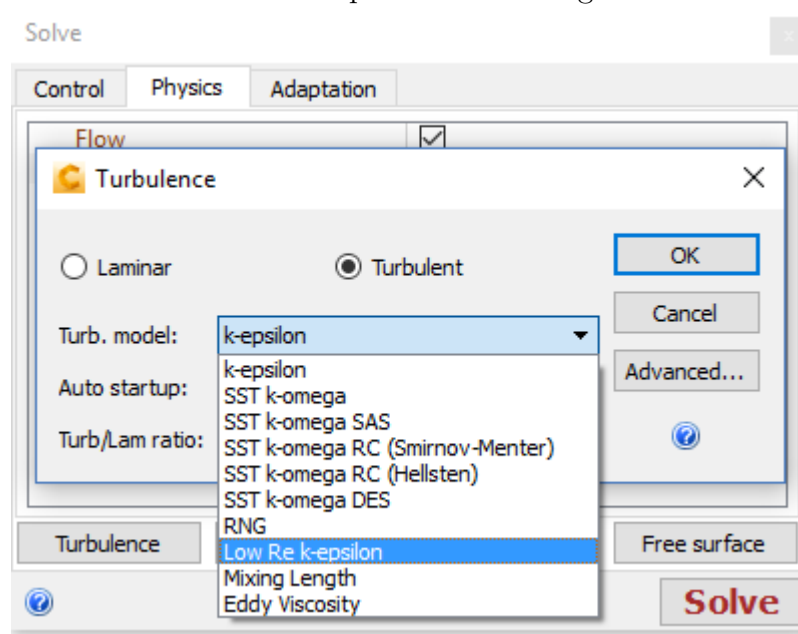 Solve
Control Physics Adaptation
Flow
Turbulence
Laminar Turbulent OK
Cancel
Turb. model: k-epsilon
Advanced...
Auto startup:
Turb/Lam ratio:
k-epsilon
SST k-omega
SST k-omega SAS
SST k-omega RC (Smirnov-Menter)
SST k-omega RC (Hellsten)
SST k-omega DES
RNG
Low Re k-epsilon
Mixing Length
Eddy Viscosity
Turbulence Free surface
Solve